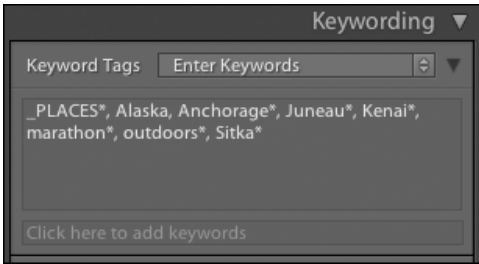 Keywording
Keyword Tags Enter Keywords
_PLACES*, Alaska, Anchorage*, Juneau*, Kenai*,
marathon*, outdoors*, Sitka*
Click here to add keywords